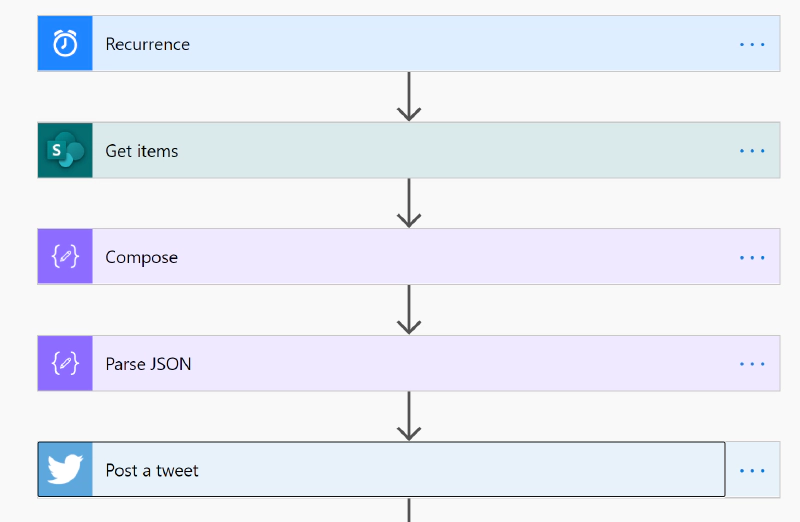 Recurrence
S
Get items
Compose
Parse JSON
Post a tweet